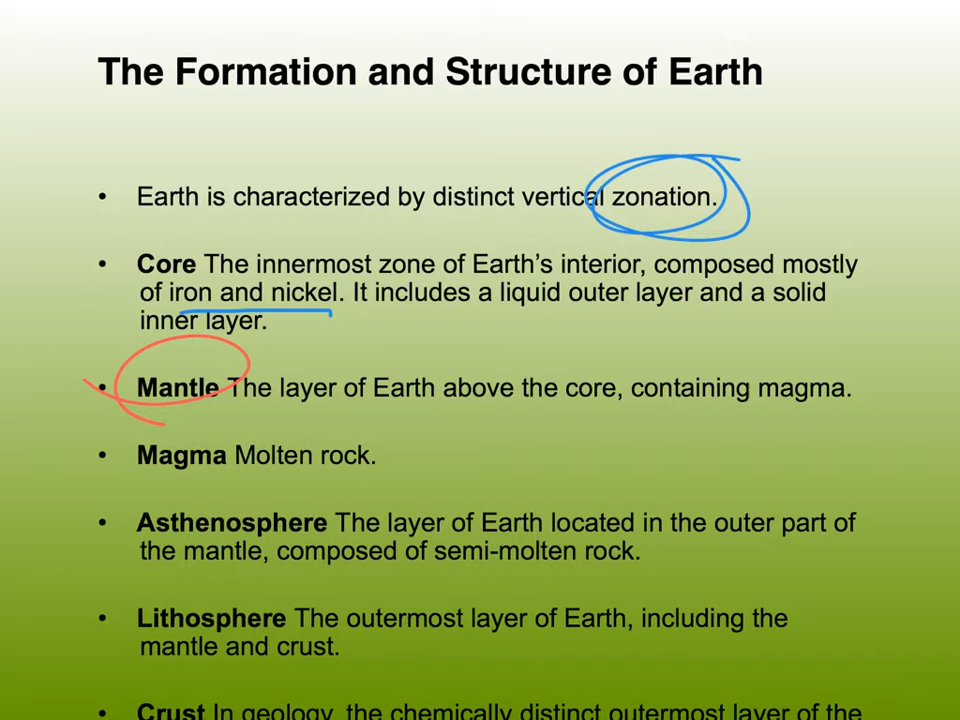 The Formation and Structure of Earth
• Earth is characterized by distinct vertical zonation.
• Core The innermost zone of Earth’s interior, composed mostly
of iron and nickel. It includes a liquid outer layer and a solid
inner layer.
• Mantle The layer of Earth above the core, containing magma.
• Magma Molten rock.
• Asthenosphere The layer of Earth located in the outer part of
the mantle, composed of semi-molten rock.
• Lithosphere The outermost layer of Earth, including the
mantle and crust.
• Crust In geology, the chemically distinct outermost layer of the